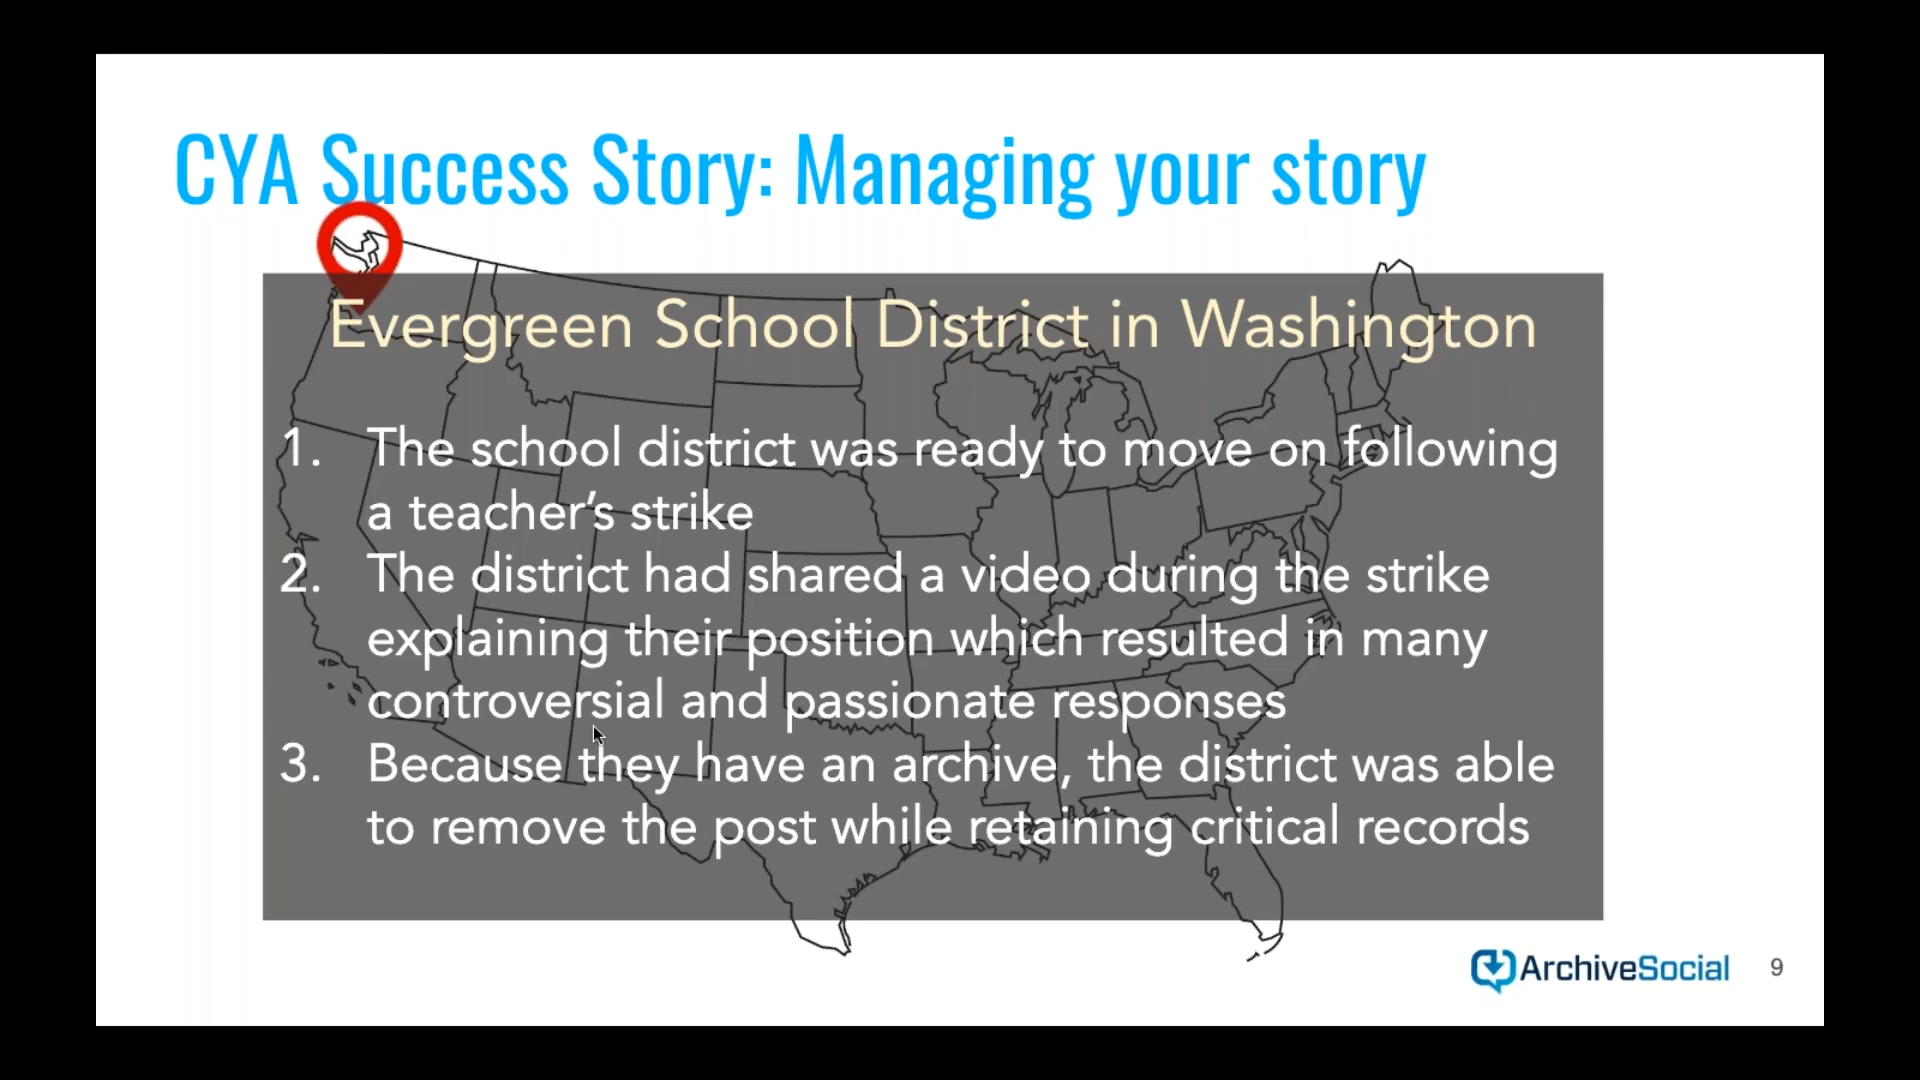 CYA Success Story: Managing your story
Evergreen School District in Washington
1. The school district was ready to move on following
a teacher’s strike
2. The district had shared a video during the strike
explaining their position which resulted in many
controversial and passionate responses
3. Because they have an archive, the district was able
to remove the post while retaining critical records
ArchiveSocial
9